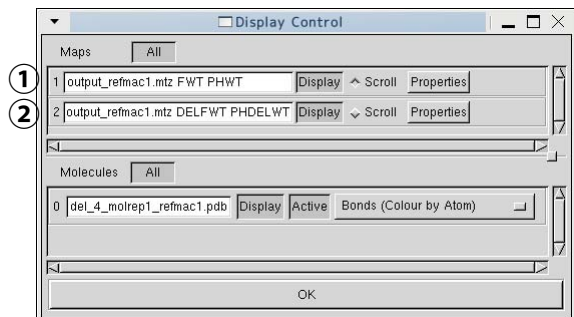 Display Control
Maps All
① 1 output_refmac1.mtz FWT PHWT Display Scroll Properties
② 2 output_refmac1.mtz DELFWT PHDELWT Display Scroll Properties
Molecules All
0 del_4_molrep1_refmac1.pdb Display Active Bonds (Colour by Atom)
OK